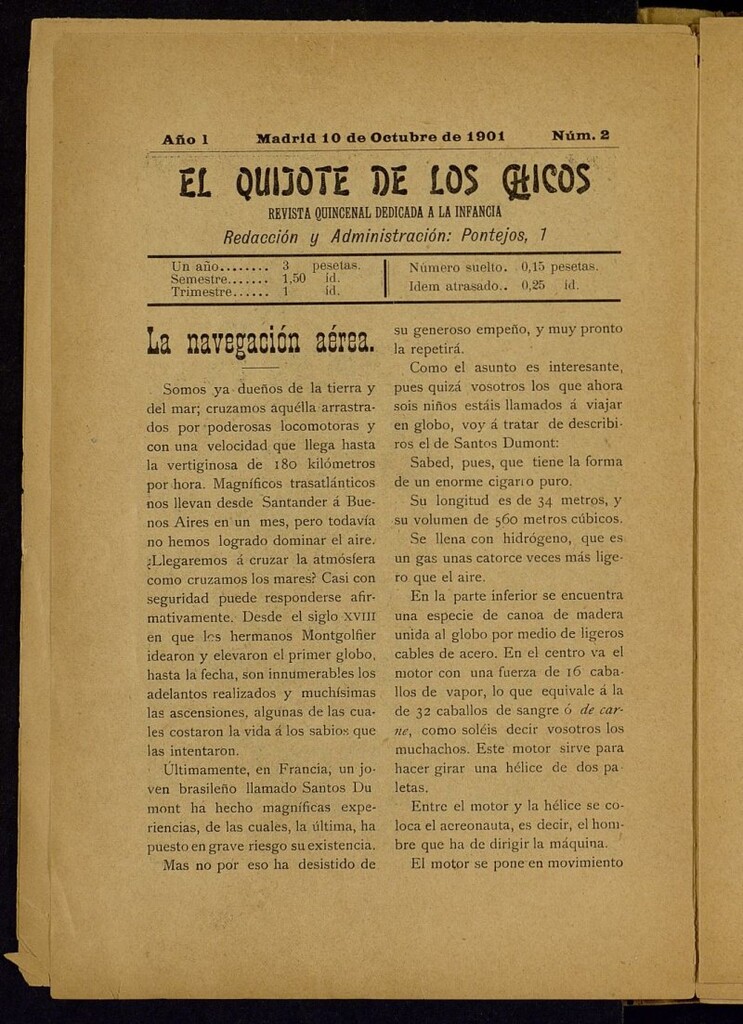 Año 1 Madrid 10 de Octubre de 1901 Núm. 2
EL QUIJOTE DE LOS CHICOS
REVISTA QUINCENAL DEDICADA A LA INFANCIA
Redacción y Administración: Pontejos, 1
Un año........ 3 pesetas.
Semestre....... 1,50 id.
Trimestre...... 1 id.
Número suelto. 0,15 pesetas.
Idem atrasado.. 0,25 id.
La navegación aérea.
Somos ya dueños de la tierra y
del mar; cruzamos aquélla arrastra-
dos por poderosas locomotoras y
con una velocidad que llega hasta
la vertiginosa de 180 kilómetros
por hora. Magníficos trasatlánticos
nos llevan desde Santander á Bue-
nos Aires en un mes, pero todavía
no hemos logrado dominar el aire.
¿Llegaremos á cruzar la atmósfera
como cruzamos los mares? Casi con
seguridad puede responderse afir-
mativamente. Desde el siglo XVIII
en que los hermanos Montgolfier
idearon y elevaron el primer globo,
hasta la fecha, son innumerables los
adelantos realizados y muchísimas
las ascensiones, algunas de las cua-
les costaron la vida á los sabios que
las intentaron.
Ultimamente, en Francia, un jo-
ven brasileño llamado Santos Du
mont ha hecho magníficas expe-
riencias, de las cuales, la última, ha
puesto en grave riesgo su existencia.
Mas no por eso ha desistido de
su generoso empeño, y muy pronto
la repetirá.
Como el asunto es interesante,
pues quizá vosotros los que ahora
sois niños estáis llamados á viajar
en globo, voy á tratar de describi-
ros el de Santos Dumont:
Sabed, pues, que tiene la forma
de un enorme cigarro puro.
Su longitud es de 34 metros, y
su volumen de 560 metros cúbicos.
Se llena con hidrógeno, que es
un gas unas catorce veces más lige-
ro que el aire.
En la parte inferior se encuentra
una especie de canoa de madera
unida al globo por medio de ligeros
cables de acero. En el centro va el
motor con una fuerza de 16 caba-
llos de vapor, lo que equivale á la
de 32 caballos de sangre ó de car-
ne, como soléis decir vosotros los
muchachos. Este motor sirve para
hacer girar una hélice de dos pa
letas.
Entre el motor y la hélice se co-
loca el aereonauta, es decir, el hom-
bre que ha de dirigir la máquina.
El motor se pone en movimiento